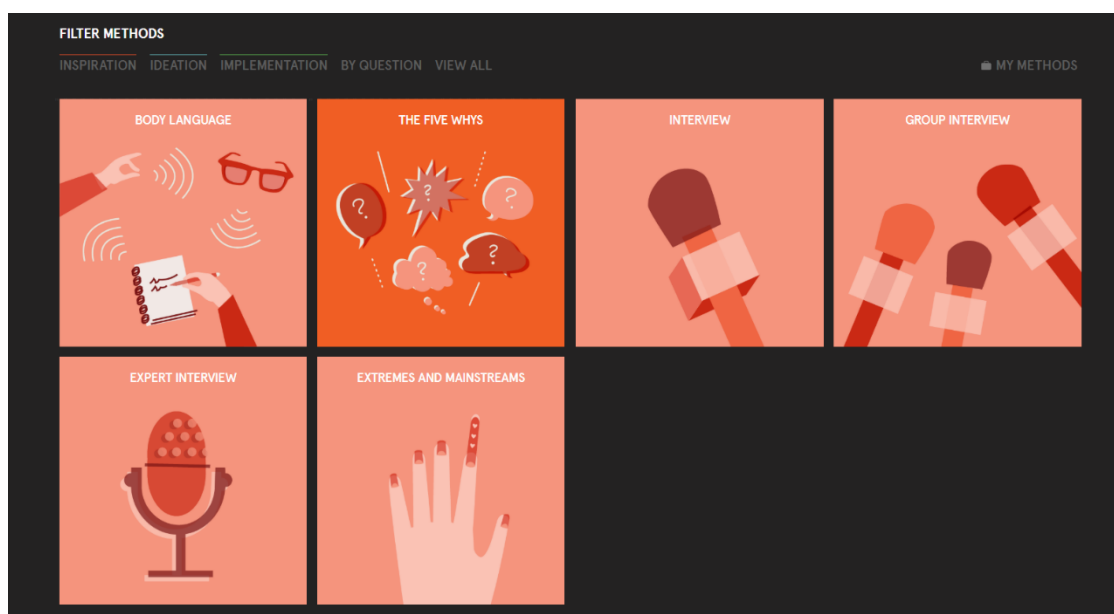 FILTER METHODS
INSPIRATION IDEATION IMPLEMENTATION BY QUESTION VIEW ALL MY METHODS
BODY LANGUAGE THE FIVE WHYS INTERVIEW GROUP INTERVIEW
? ? ? ? ?
EXPERT INTERVIEW EXTREMES AND MAINSTREAMS